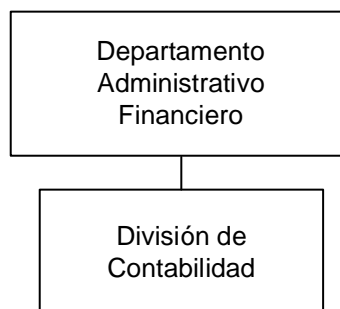 Departamento
Administrativo
Financiero
División de
Contabilidad